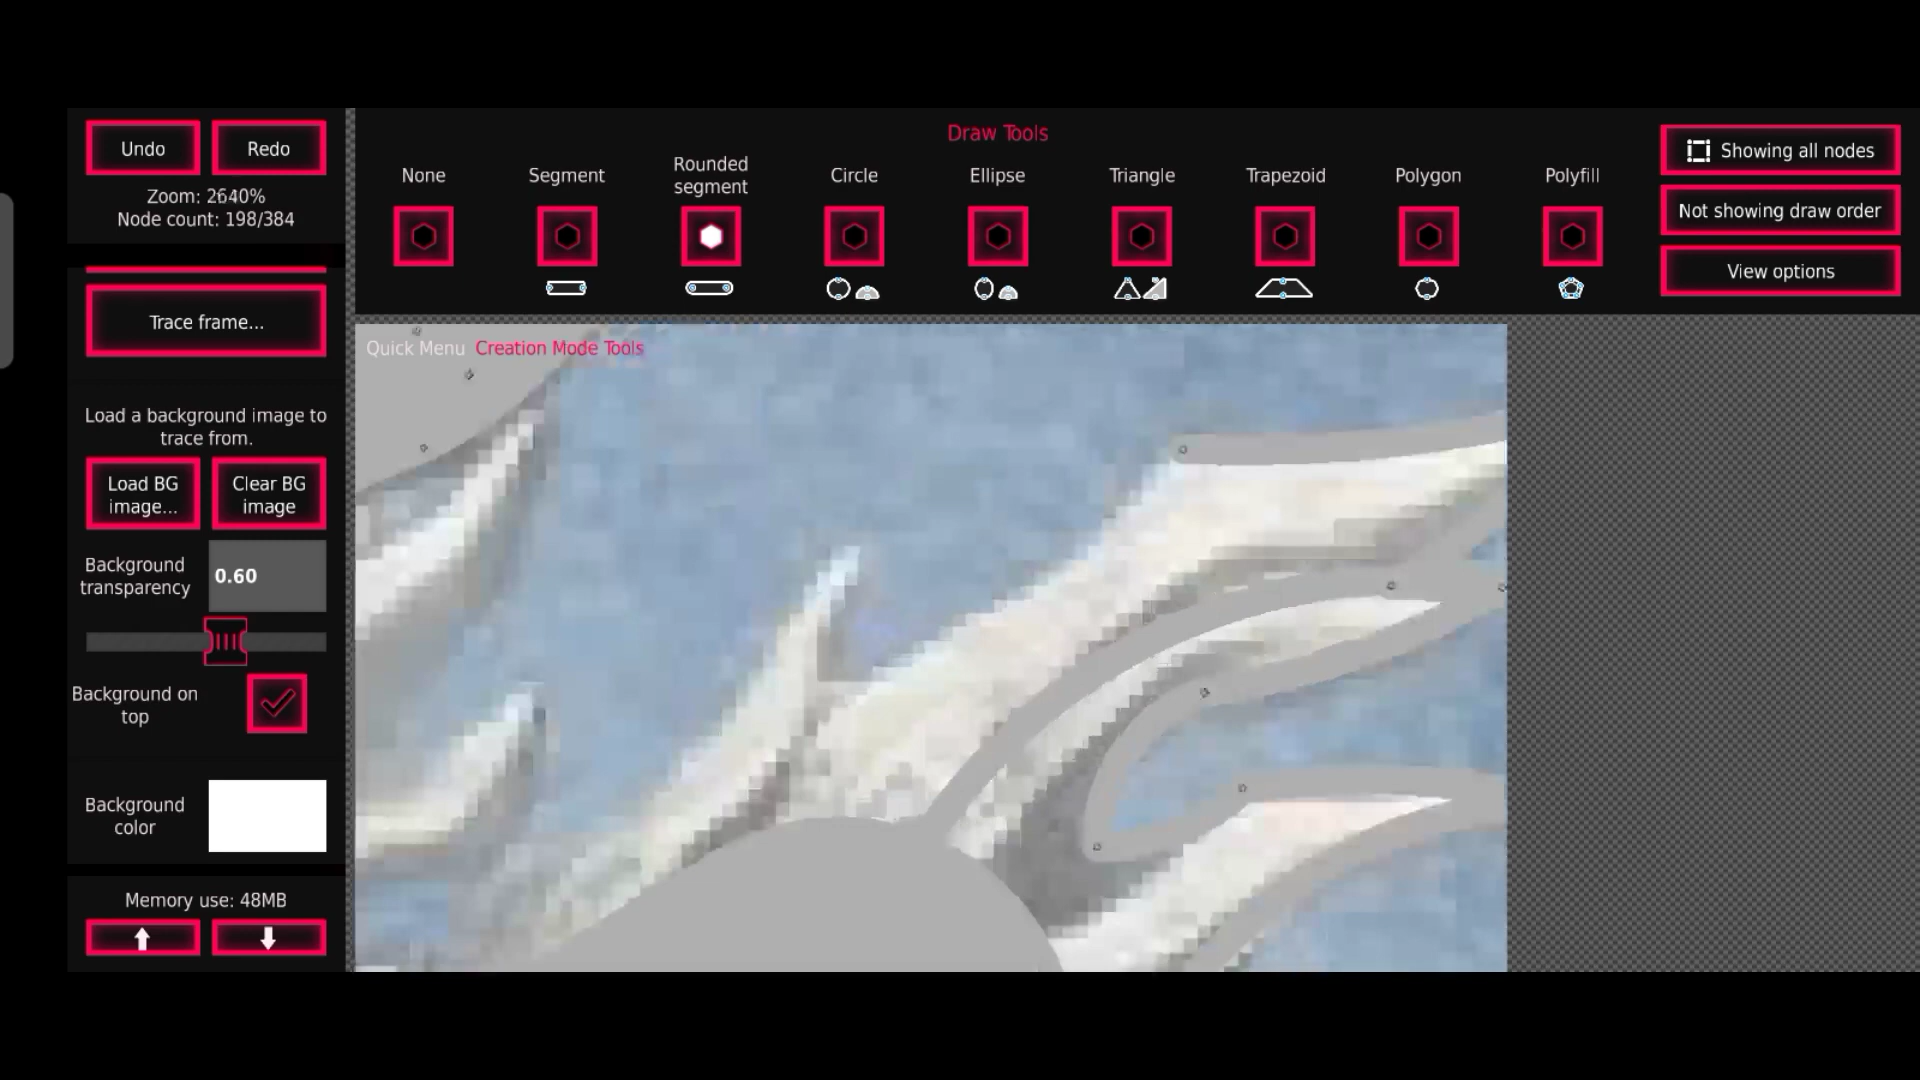 Undo
Redo
Zoom: 2640%
Node count: 198/384
Trace frame...
Load a background image to
trace from.
Load BG
image...
Clear BG
image
Background
transparency
0.60
Background on
top
Background
color
Memory use: 48MB
Draw Tools
None
Segment
Rounded
segment
Circle
Ellipse
Triangle
Trapezoid
Polygon
Polyfill
Showing all nodes
Not showing draw order
View options
Quick Menu
Creation Mode Tools